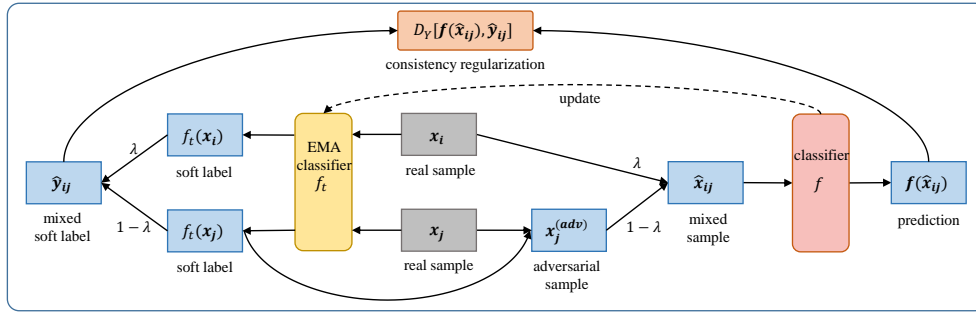 D_Y[f(x̂_ij), ŷ_ij]
consistency regularization
update
f_t(x_i)
soft label
λ
EMA
classifier
f_t
x_i
real sample
λ
classifier
f
ŷ_ij
mixed
soft label
x̂_ij
mixed
sample
f(x̂_ij)
prediction
1 − λ
f_t(x_j)
soft label
x_j
real sample
x_j^(adv)
adversarial
sample
1 − λ